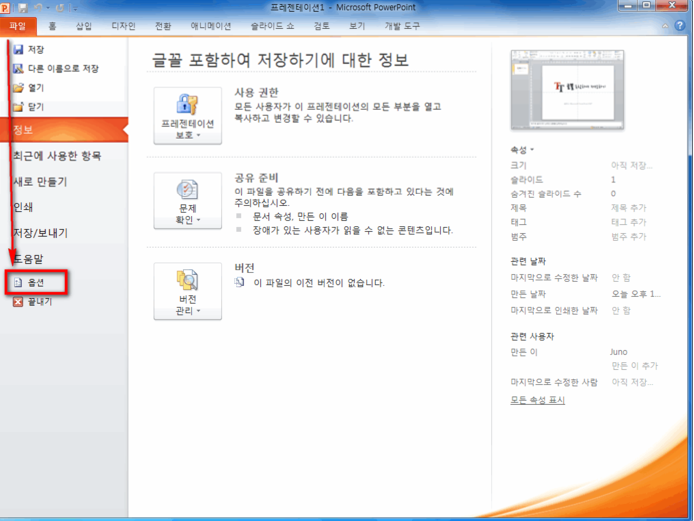 프레젠테이션1 - Microsoft PowerPoint
파일 홈 삽입 디자인 전환 애니메이션 슬라이드 쇼 검토 보기 개발 도구
저장
다른 이름으로 저장
열기
닫기
정보
최근에 사용한 항목
새로 만들기
인쇄
저장/보내기
도움말
옵션
끝내기
글꼴 포함하여 저장하기에 대한 정보
프레젠테이션
보호
사용 권한
모든 사용자가 이 프레젠테이션의 모든 부분을 열고
복사하고 변경할 수 있습니다.
문제
확인
공유 준비
이 파일을 공유하기 전에 다음을 포함하고 있다는 것에
주의하십시오.
문서 속성, 만든 이 이름
장애가 있는 사용자가 읽을 수 없는 콘텐츠입니다.
버전
관리
버전
이 파일의 이전 버전이 없습니다.
속성
크기 아직 저장...
슬라이드 1
숨겨진 슬라이드 수 0
제목 제목 추가
태그 태그 추가
범주 범주 추가
관련 날짜
마지막으로 수정한 날짜 안 함
만든 날짜 오늘 오후 1...
마지막으로 인쇄한 날짜 안 함
관련 사용자
만든 이 Juno
만든 이 추가
마지막으로 수정한 사람 아직 저장...
모든 속성 표시